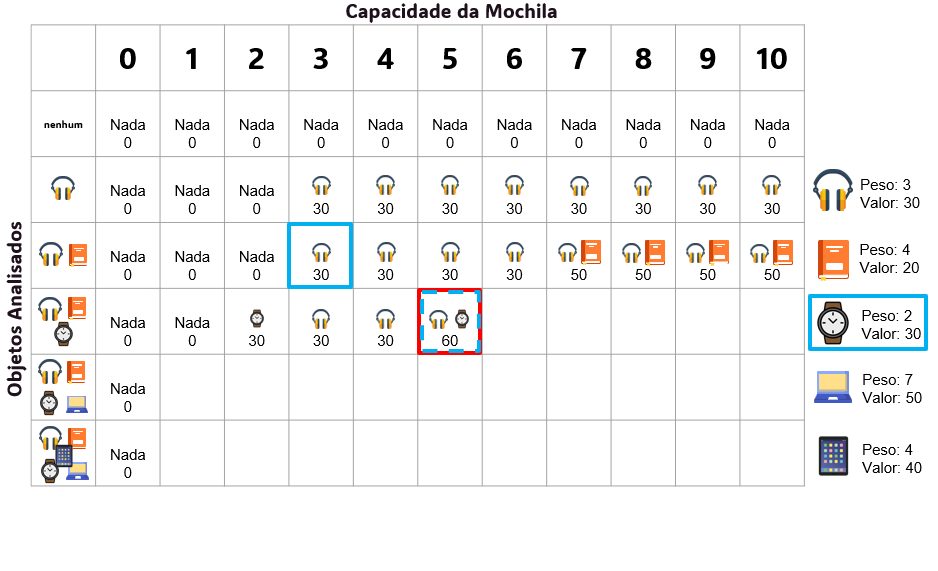 Capacidade da Mochila
0 1 2 3 4 5 6 7 8 9 10
Objetos Analisados
nenhum
Nada Nada Nada Nada Nada Nada Nada Nada Nada Nada Nada
0 0 0 0 0 0 0 0 0 0 0
Nada Nada Nada
0 0 0 30 30 30 30 30 30 30 30
Peso: 3
Valor: 30
Nada Nada Nada
0 0 0 30 30 30 30 50 50 50 50
Peso: 4
Valor: 20
Nada Nada
0 0 30 30 30 60
Peso: 2
Valor: 30
Nada
0
Peso: 7
Valor: 50
Nada
0
Peso: 4
Valor: 40